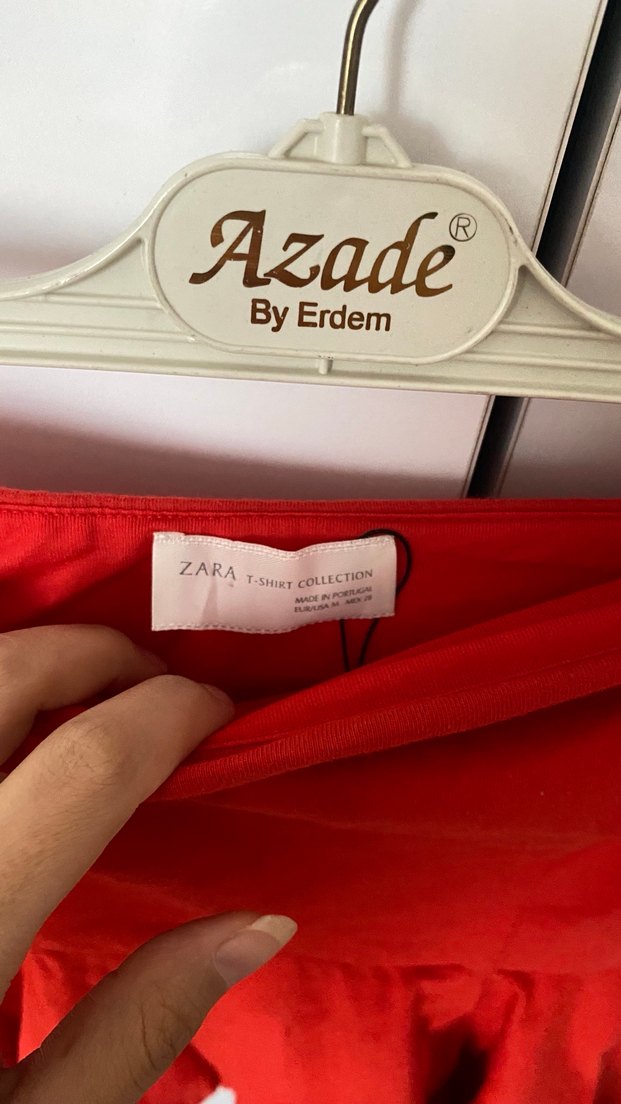 Azade®
By Erdem
ZARA T-SHIRT COLLECTION
MADE IN PORTUGAL
EUR/USA M MEX 28